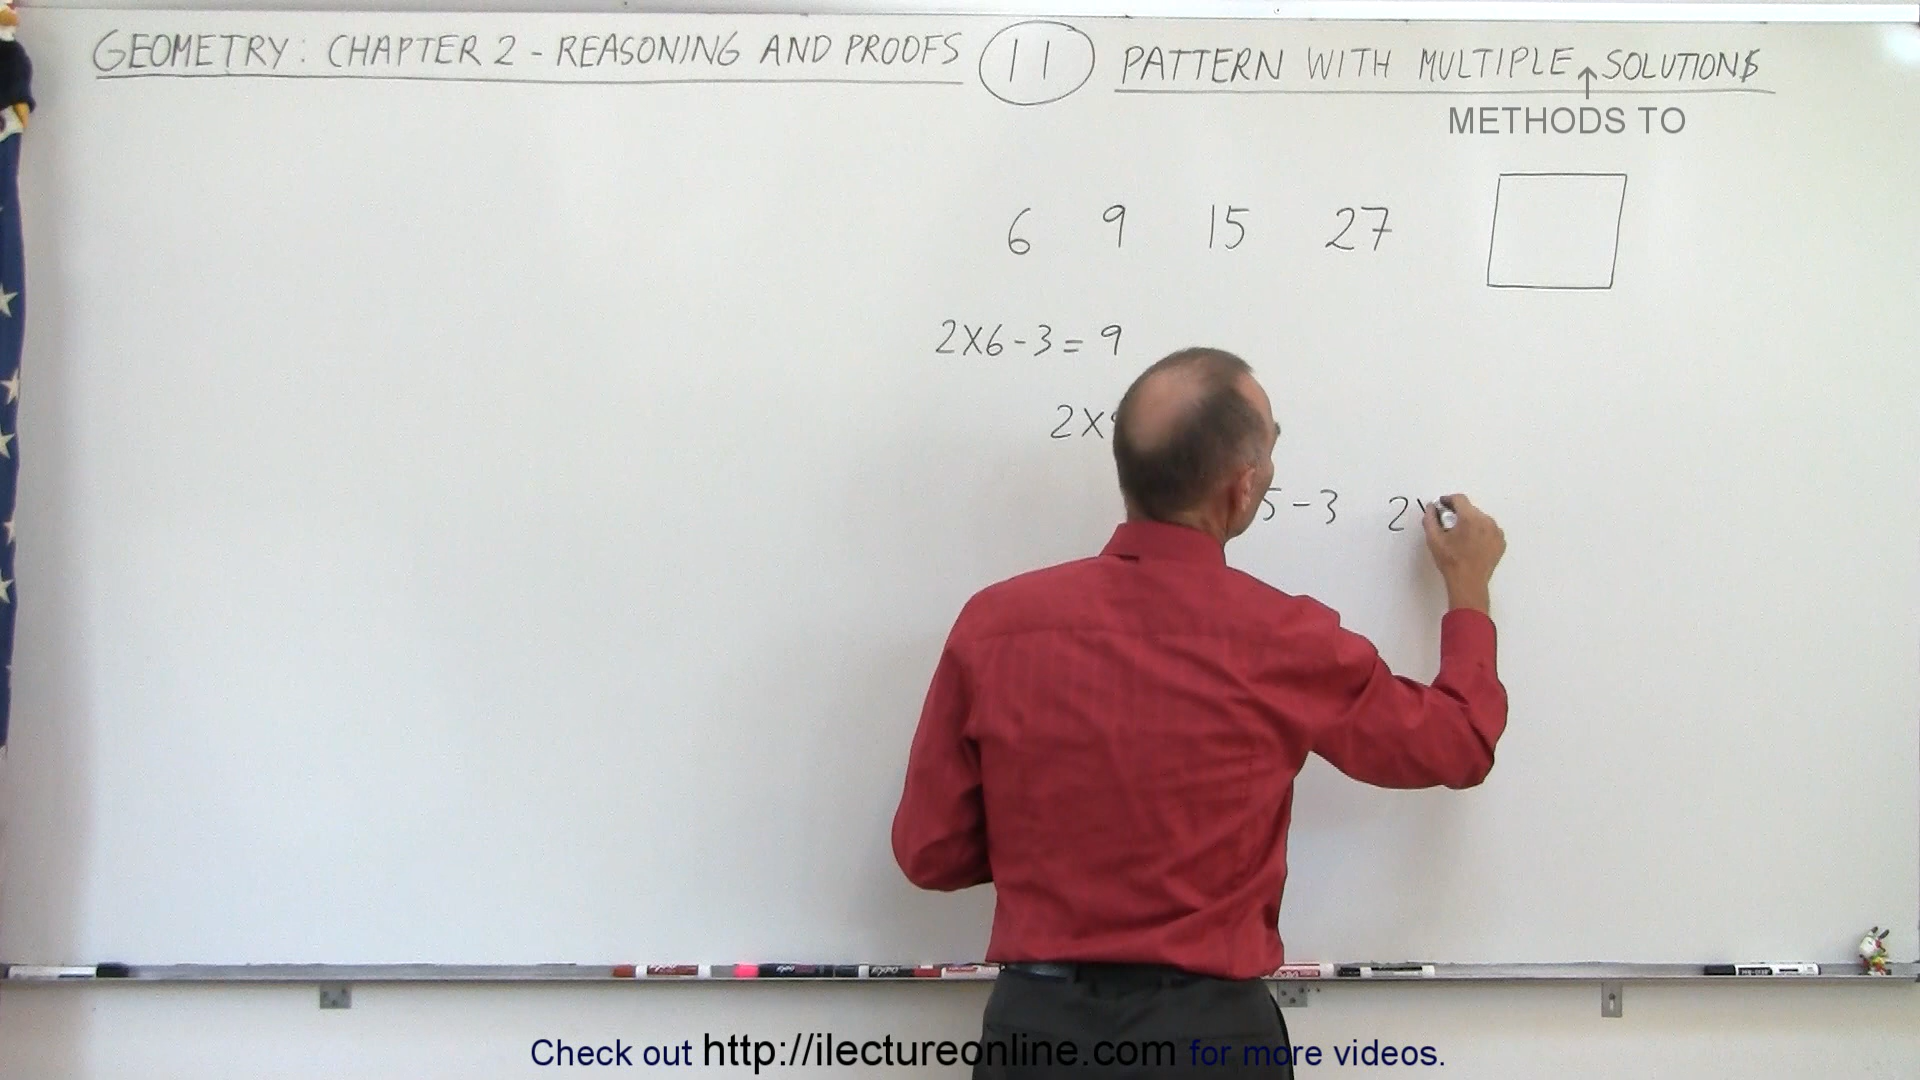 GEOMETRY: CHAPTER 2 - REASONING AND PROOFS 11 PATTERN WITH MULTIPLE ↑ SOLUTIONS
METHODS TO
6 9 15 27
2X6-3=9
2X
5-3 2
Check out http://ilectureonline.com for more videos.